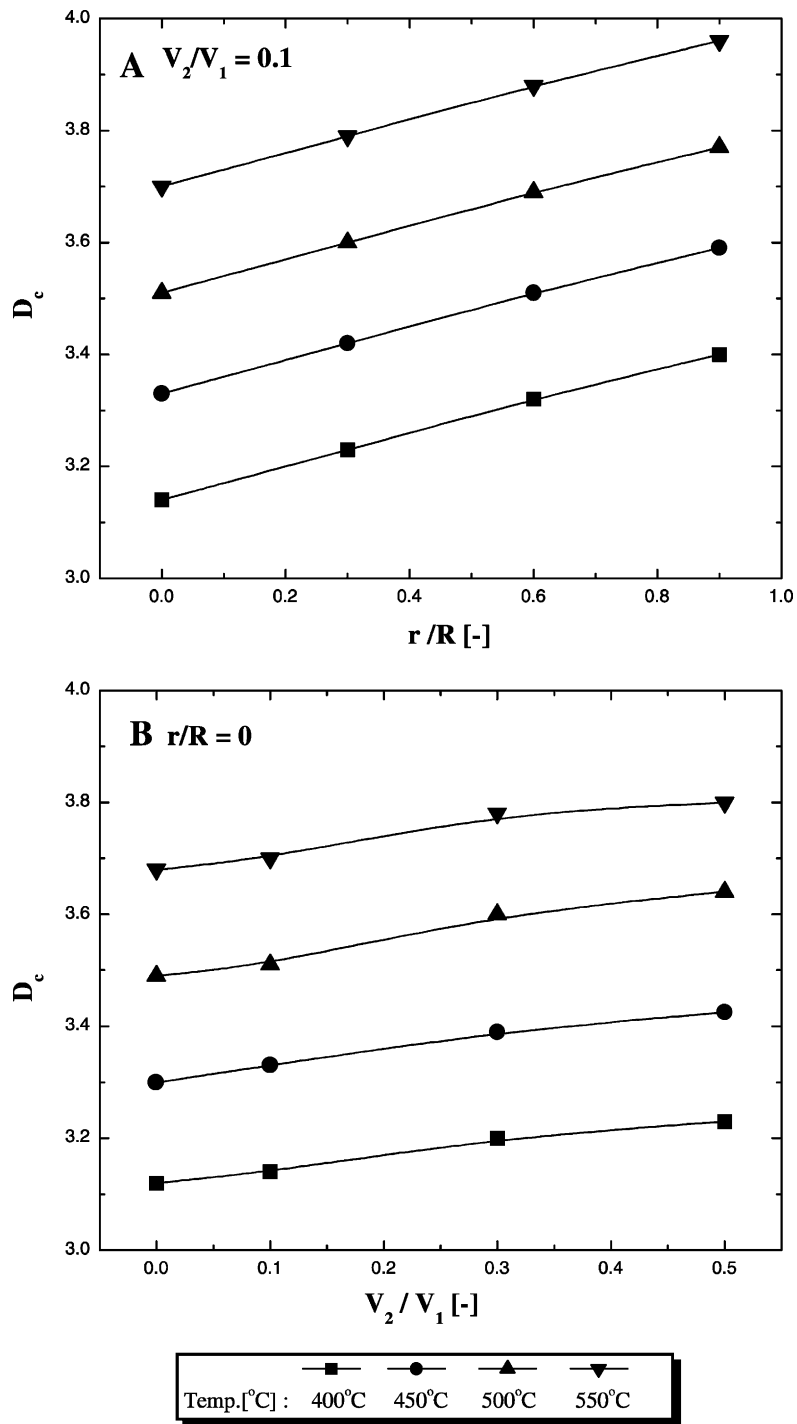 4.0
A V₂/V₁ = 0.1
3.8
3.6
D_c
3.4
3.2
3.0
0.0 0.2 0.4 0.6 0.8 1.0
r /R [-]
4.0
B r/R = 0
3.8
3.6
D_c
3.4
3.2
3.0
0.0 0.1 0.2 0.3 0.4 0.5
V₂ / V₁ [-]
Temp.[°C] : 400°C 450°C 500°C 550°C